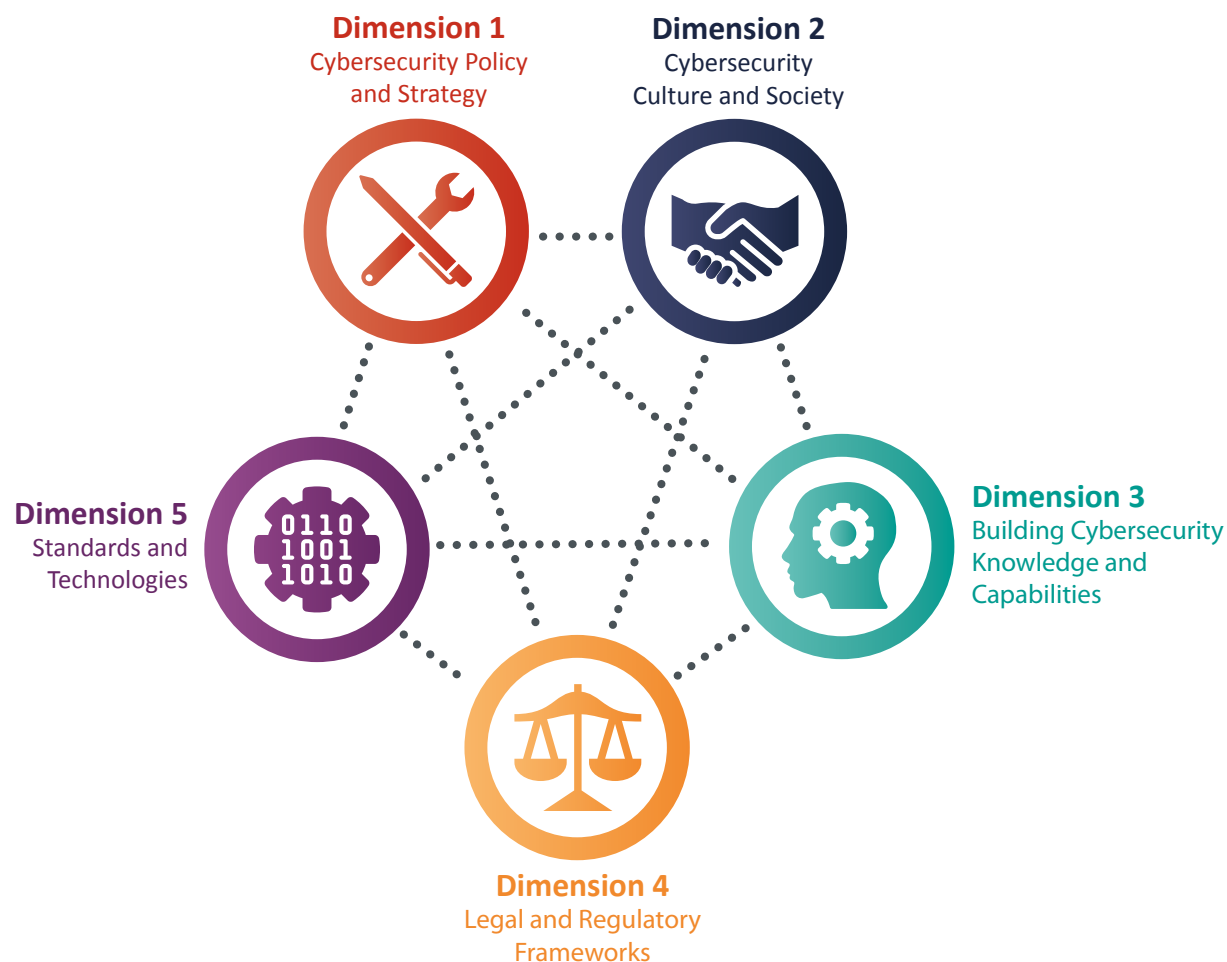 Dimension 1
Cybersecurity Policy
and Strategy
Dimension 2
Cybersecurity
Culture and Society
Dimension 5
Standards and
Technologies
0110
1001
1010
Dimension 3
Building Cybersecurity
Knowledge and
Capabilities
Dimension 4
Legal and Regulatory
Frameworks